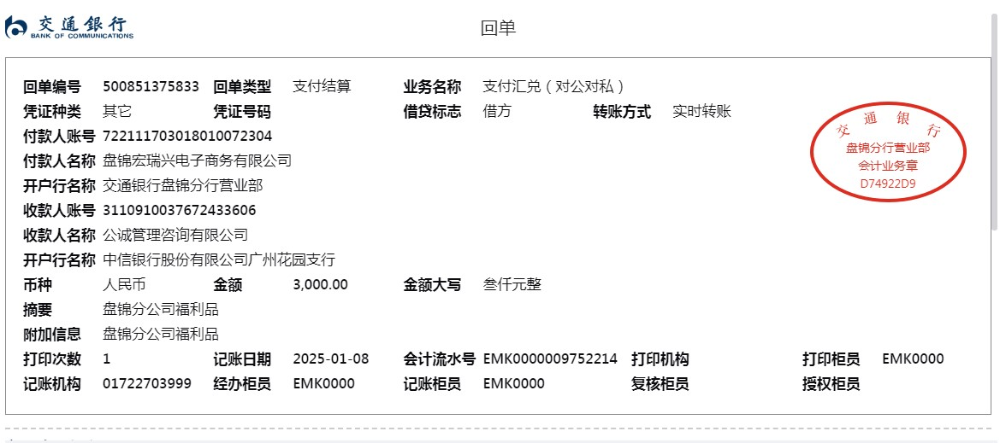 交通銀行
BANK OF COMMUNICATIONS
回单
回单编号 500851375833 回单类型 支付结算 业务名称 支付汇兑（对公对私）
凭证种类 其它 凭证号码 借贷标志 借方 转账方式 实时转账
付款人账号 722111703018010072304
付款人名称 盘锦宏瑞兴电子商务有限公司
开户行名称 交通银行盘锦分行营业部
收款人账号 3110910037672433606
收款人名称 公诚管理咨询有限公司
开户行名称 中信银行股份有限公司广州花园支行
币种 人民币 金额 3,000.00 金额大写 叁仟元整
摘要 盘锦分公司福利品
附加信息 盘锦分公司福利品
打印次数 1 记账日期 2025-01-08 会计流水号 EMK0000009752214 打印机构 打印柜员 EMK0000
记账机构 01722703999 经办柜员 EMK0000 记账柜员 EMK0000 复核柜员 授权柜员
交通银行
盘锦分行营业部
会计业务章
D74922D9